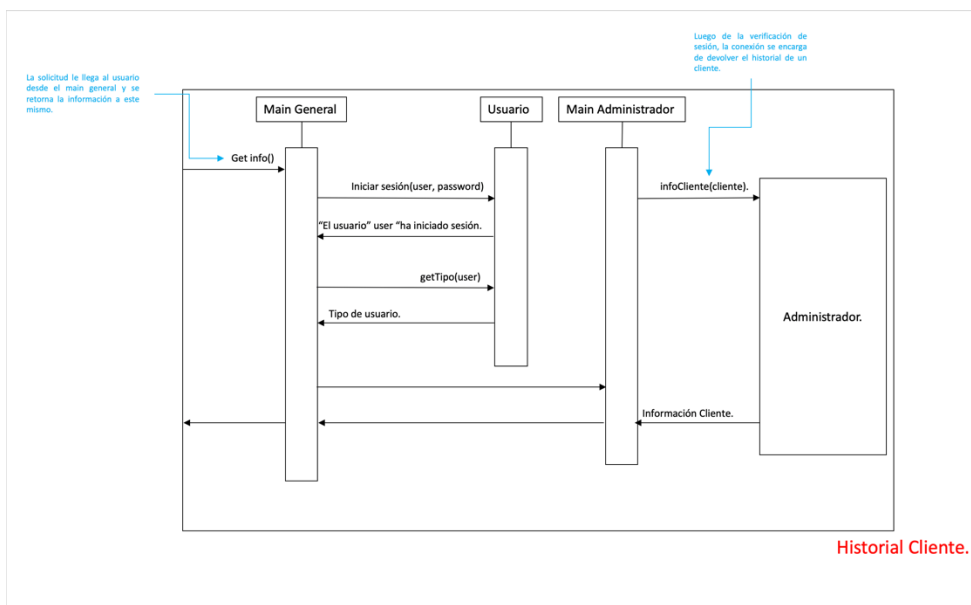 Luego de la verificación de
sesión, la conexión se encarga
de devolver el historial de un
cliente.
La solicitud le llega al usuario
desde el main general y se
retorna la información a este
mismo.
Main General
Usuario
Main Administrador
Get info()
Iniciar sesión(user, password)
infoCliente(cliente).
“El usuario” user “ha iniciado sesión.
getTipo(user)
Tipo de usuario.
Administrador.
Información Cliente.
Historial Cliente.